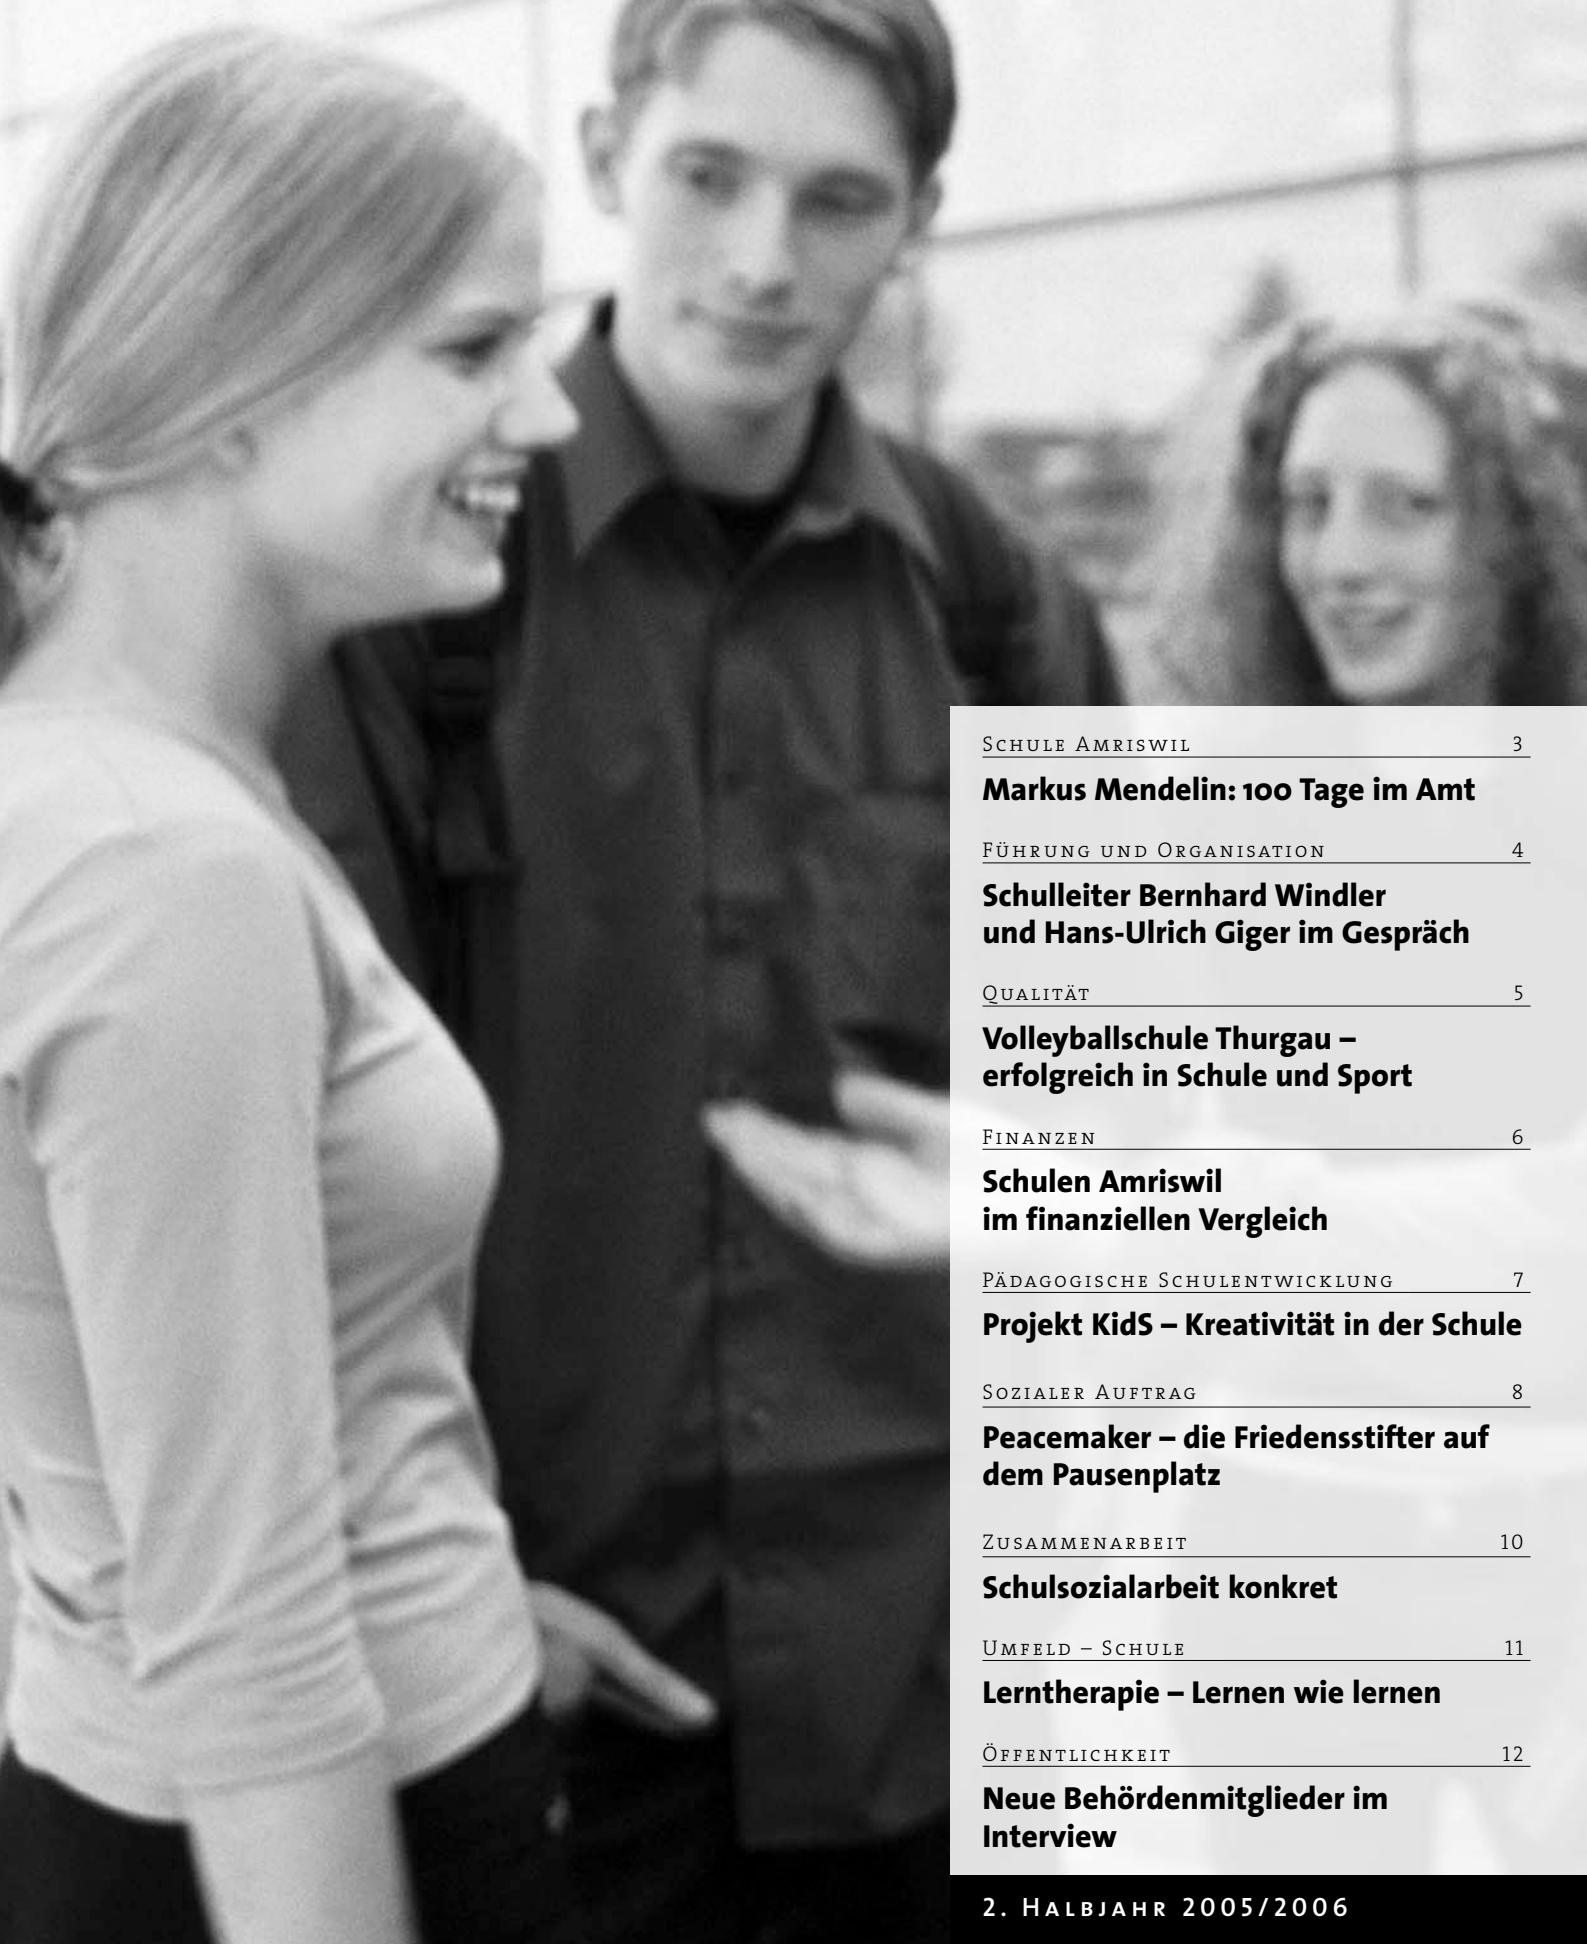 Schule Amriswil 3
Markus Mendelin: 100 Tage im Amt
Führung und Organisation 4
Schulleiter Bernhard Windler
und Hans-Ulrich Giger im Gespräch
Qualität 5
Volleyballschule Thurgau –
erfolgreich in Schule und Sport
Finanzen 6
Schulen Amriswil
im finanziellen Vergleich
Pädagogische Schulentwicklung 7
Projekt KidS – Kreativität in der Schule
Sozialer Auftrag 8
Peacemaker – die Friedensstifter auf
dem Pausenplatz
Zusammenarbeit 10
Schulsozialarbeit konkret
Umfeld – Schule 11
Lerntherapie – Lernen wie lernen
Öffentlichkeit 12
Neue Behördenmitglieder im
Interview
2. Halbjahr 2005/2006